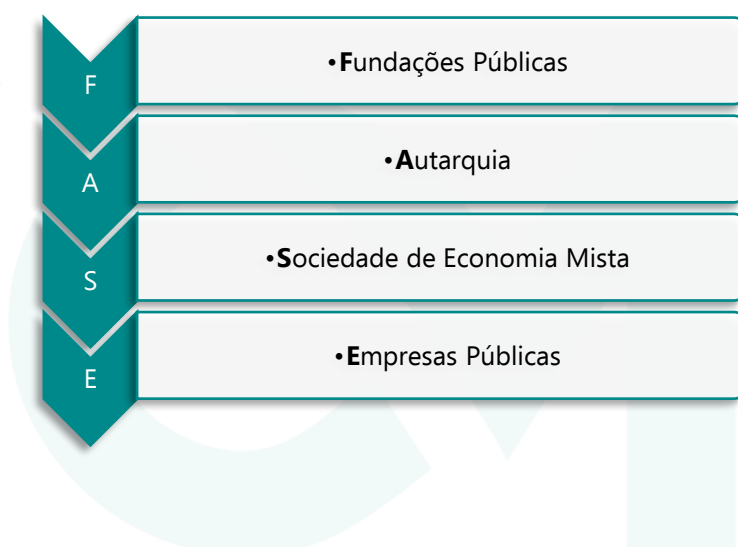 F
•Fundações Públicas
A
•Autarquia
S
•Sociedade de Economia Mista
E
•Empresas Públicas